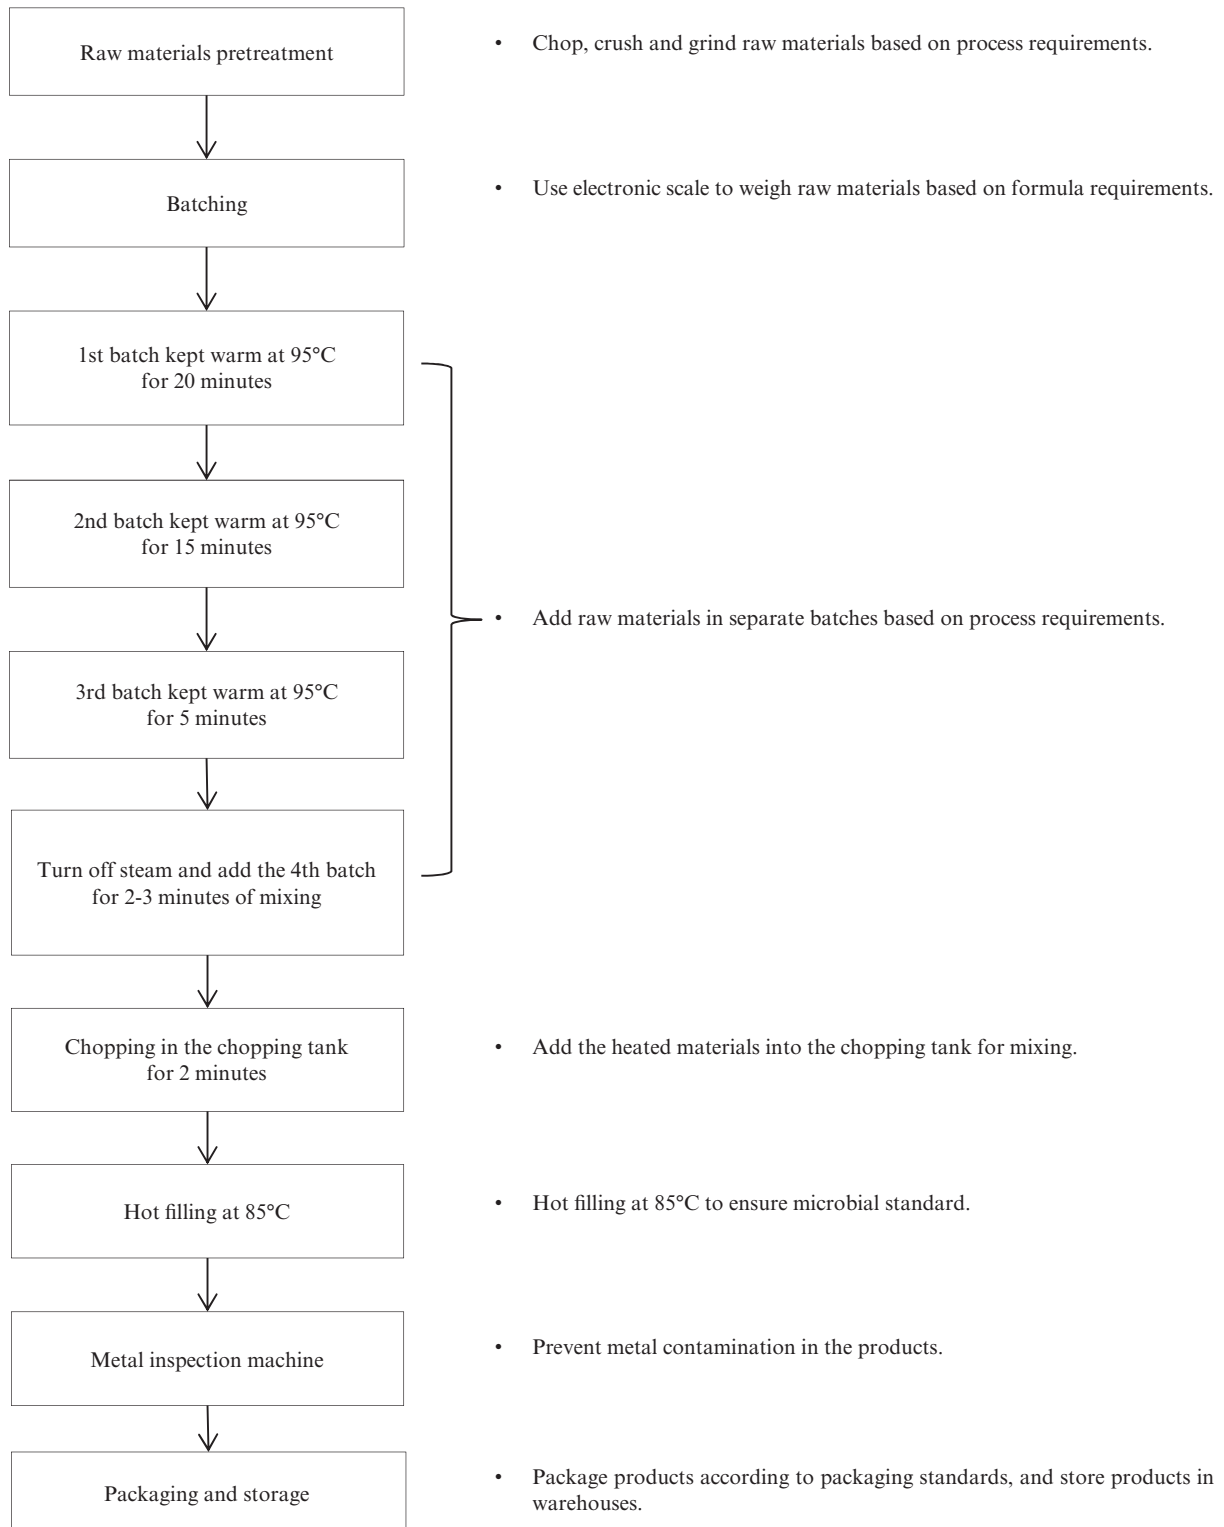 Raw materials pretreatment
• Chop, crush and grind raw materials based on process requirements.
Batching
• Use electronic scale to weigh raw materials based on formula requirements.
1st batch kept warm at 95°C
for 20 minutes
2nd batch kept warm at 95°C
for 15 minutes
• Add raw materials in separate batches based on process requirements.
3rd batch kept warm at 95°C
for 5 minutes
Turn off steam and add the 4th batch
for 2-3 minutes of mixing
Chopping in the chopping tank
for 2 minutes
• Add the heated materials into the chopping tank for mixing.
Hot filling at 85°C
• Hot filling at 85°C to ensure microbial standard.
Metal inspection machine
• Prevent metal contamination in the products.
Packaging and storage
• Package products according to packaging standards, and store products in
warehouses.